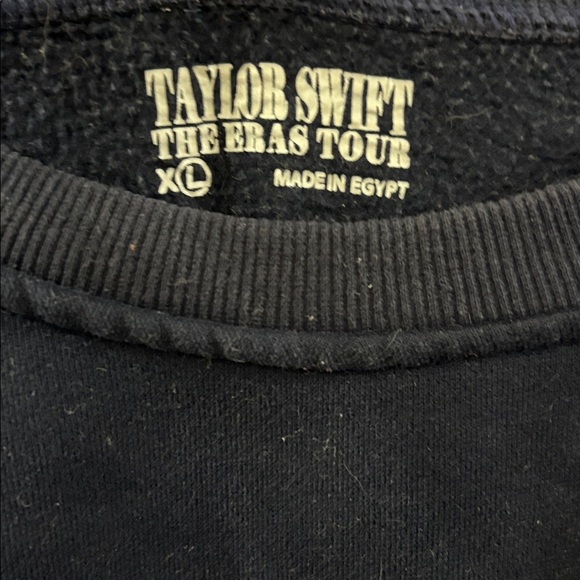 TAYLOR SWIFT
THE ERAS TOUR
XL MADE IN EGYPT